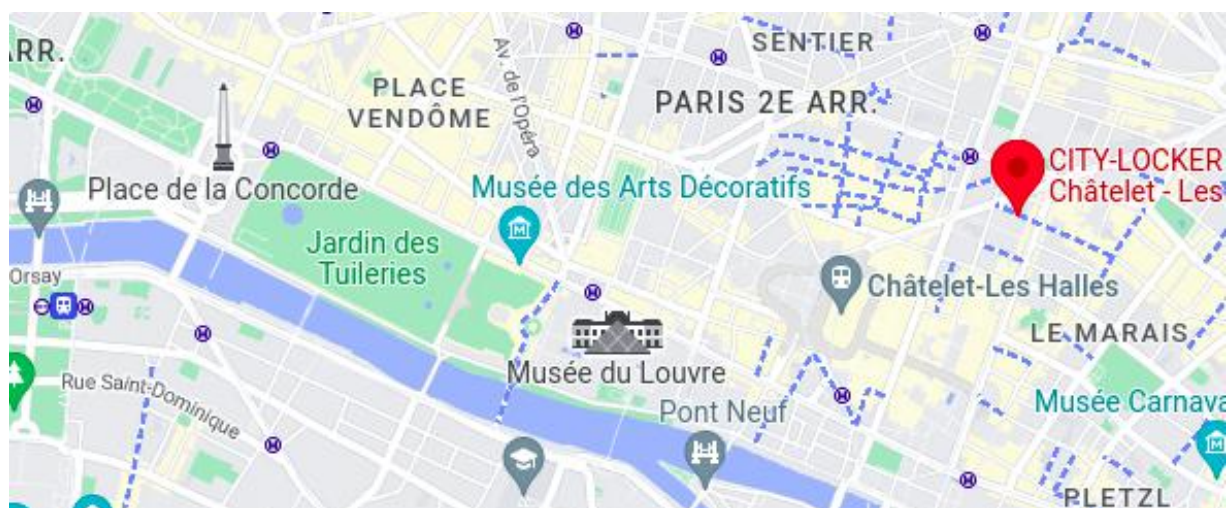 ARR.
SENTIER
PLACE
VENDÔME
Av. de l'Opéra
PARIS 2E ARR.
CITY-LOCKER
Châtelet - Les
Place de la Concorde
Musée des Arts Décoratifs
Jardin des
Tuileries
Orsay
Châtelet-Les Halles
LE MARAIS
Musée du Louvre
Rue Saint-Dominique
Pont Neuf
Musée Carnava
PLETZL